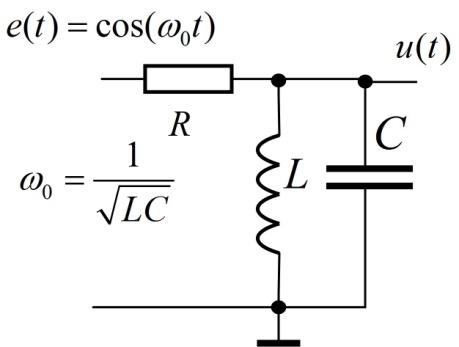 e(t) = cos(ω₀t)
u(t)
R
C
ω₀ = 1/√LC
L